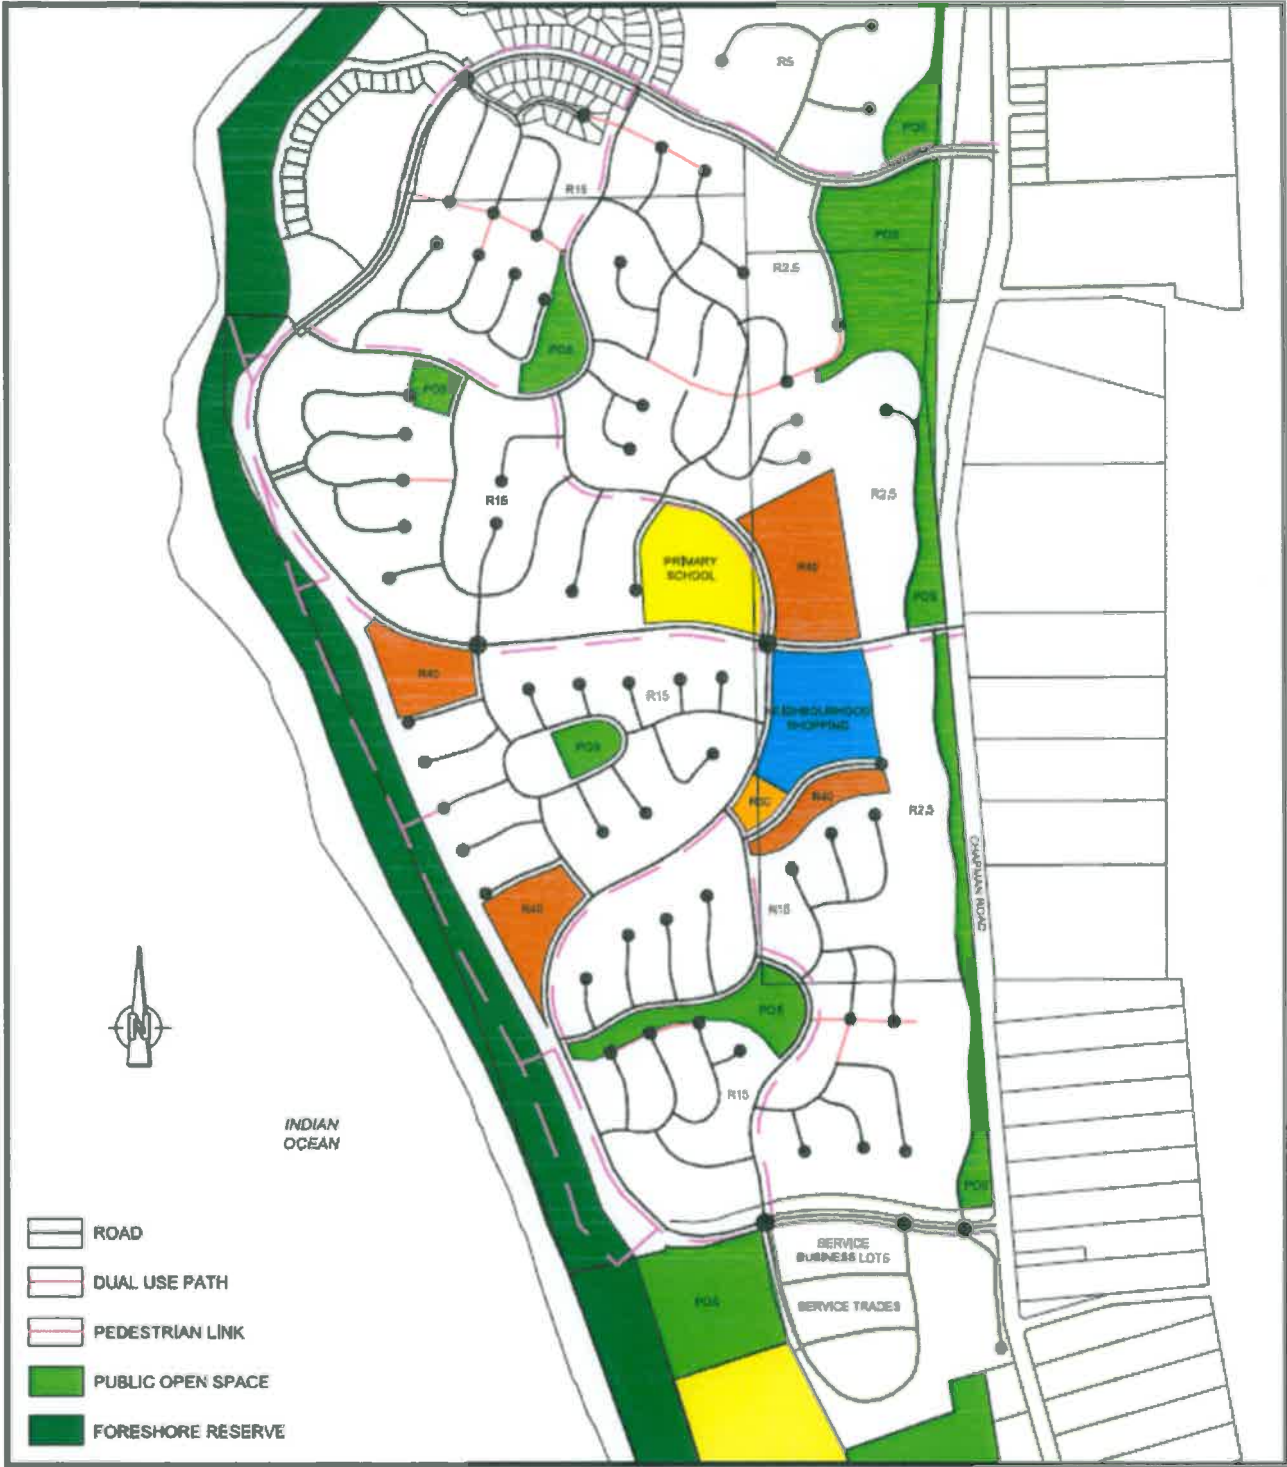 R5
POS
R15
POS
R2.5
POS
POS
R15
R2.5
PRIMARY
SCHOOL
R40
POS
R40
R15
POS
NEIGHBOURHOOD
SHOPPING
R40
R2.5
CHAPMAN ROAD
R40
R15
POS
R15
INDIAN
OCEAN
POS
SERVICE
BUSINESS LOTS
SERVICE TRADES
POS
ROAD
DUAL USE PATH
PEDESTRIAN LINK
PUBLIC OPEN SPACE
FORESHORE RESERVE
N